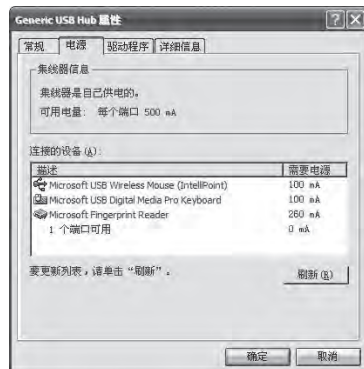 Generic USB Hub 属性
常规 电源 驱动程序 详细信息
集线器信息
集线器是自己供电的。
可用电量: 每个端口 500 mA
连接的设备(A):
描述 需要电源
Microsoft USB Wireless Mouse (IntelliPoint) 100 mA
Microsoft USB Digital Media Pro Keyboard 100 mA
Microsoft Fingerprint Reader 260 mA
1 个端口可用 0 mA
要更新列表，请单击“刷新”。 刷新(R)
确定 取消